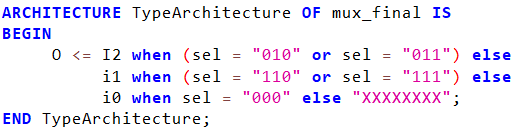 ARCHITECTURE TypeArchitecture OF mux_final IS
BEGIN
O <= I2 when (sel = "010" or sel = "011") else
i1 when (sel = "110" or sel = "111") else
i0 when sel = "000" else "XXXXXXXX";
END TypeArchitecture;